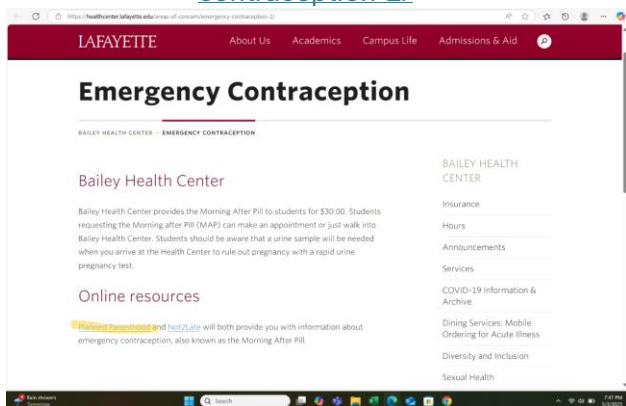 contraception-2/
https://healthcenter.lafayette.edu/areas-of-concern/emergency-contraception-2/
LAFAYETTE
About Us Academics Campus Life Admissions & Aid
Emergency Contraception
BAILEY HEALTH CENTER - EMERGENCY CONTRACEPTION
Bailey Health Center
Bailey Health Center provides the Morning After Pill to students for $30.00. Students
requesting the Morning after Pill (MAP) can make an appointment or just walk into
Bailey Health Center. Students should be aware that a urine sample will be needed
when you arrive at the Health Center to rule out pregnancy with a rapid urine
pregnancy test.
Online resources
Planned Parenthood and Not2Late will both provide you with information about
emergency contraception, also known as the Morning After Pill.
BAILEY HEALTH
CENTER
Insurance
Hours
Announcements
Services
COVID-19 Information &
Archive
Dining Services: Mobile
Ordering for Acute Illness
Diversity and Inclusion
Sexual Health
Rain showers
Tomorrow
Search
7:47 PM
3/3/2025